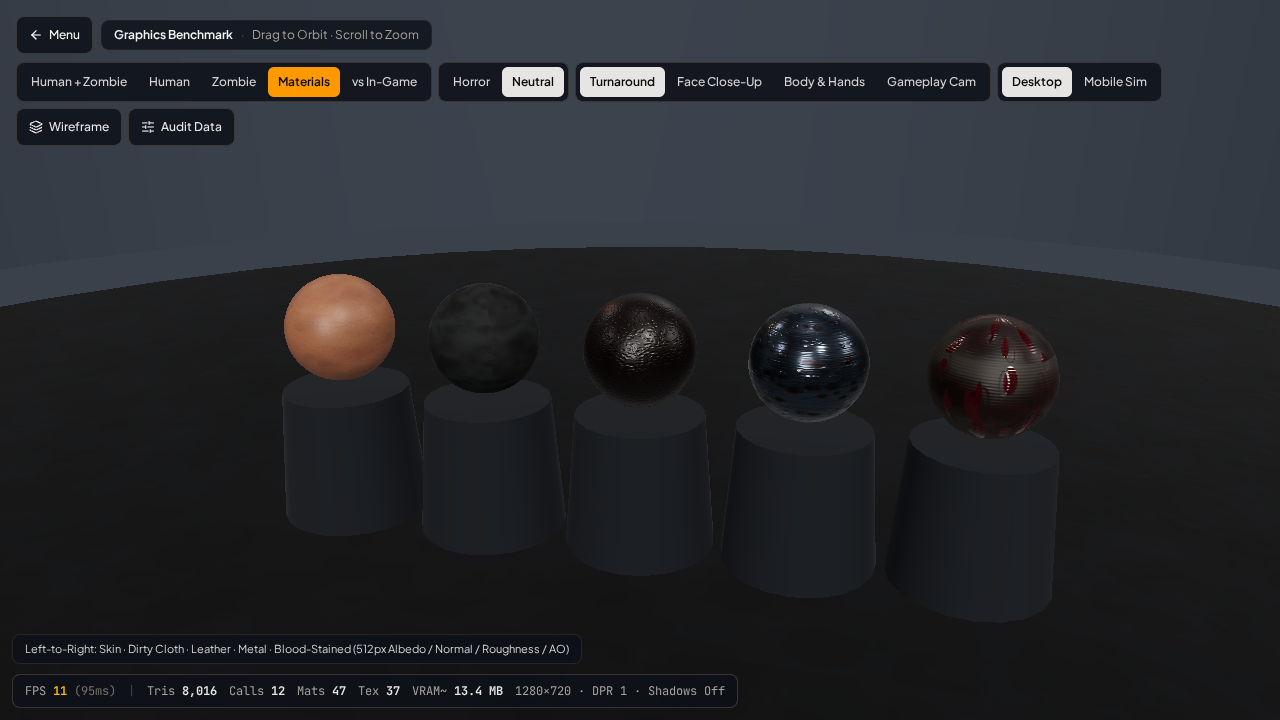 Menu
Graphics Benchmark · Drag to Orbit · Scroll to Zoom
Human + Zombie Human Zombie Materials vs In-Game Horror Neutral Turnaround Face Close-Up Body & Hands Gameplay Cam Desktop Mobile Sim
Wireframe Audit Data
Left-to-Right: Skin · Dirty Cloth · Leather · Metal · Blood-Stained (512px Albedo / Normal / Roughness / AO)
FPS 11 (95ms) | Tris 8,016 Calls 12 Mats 47 Tex 37 VRAM~ 13.4 MB 1280×720 · DPR 1 · Shadows Off